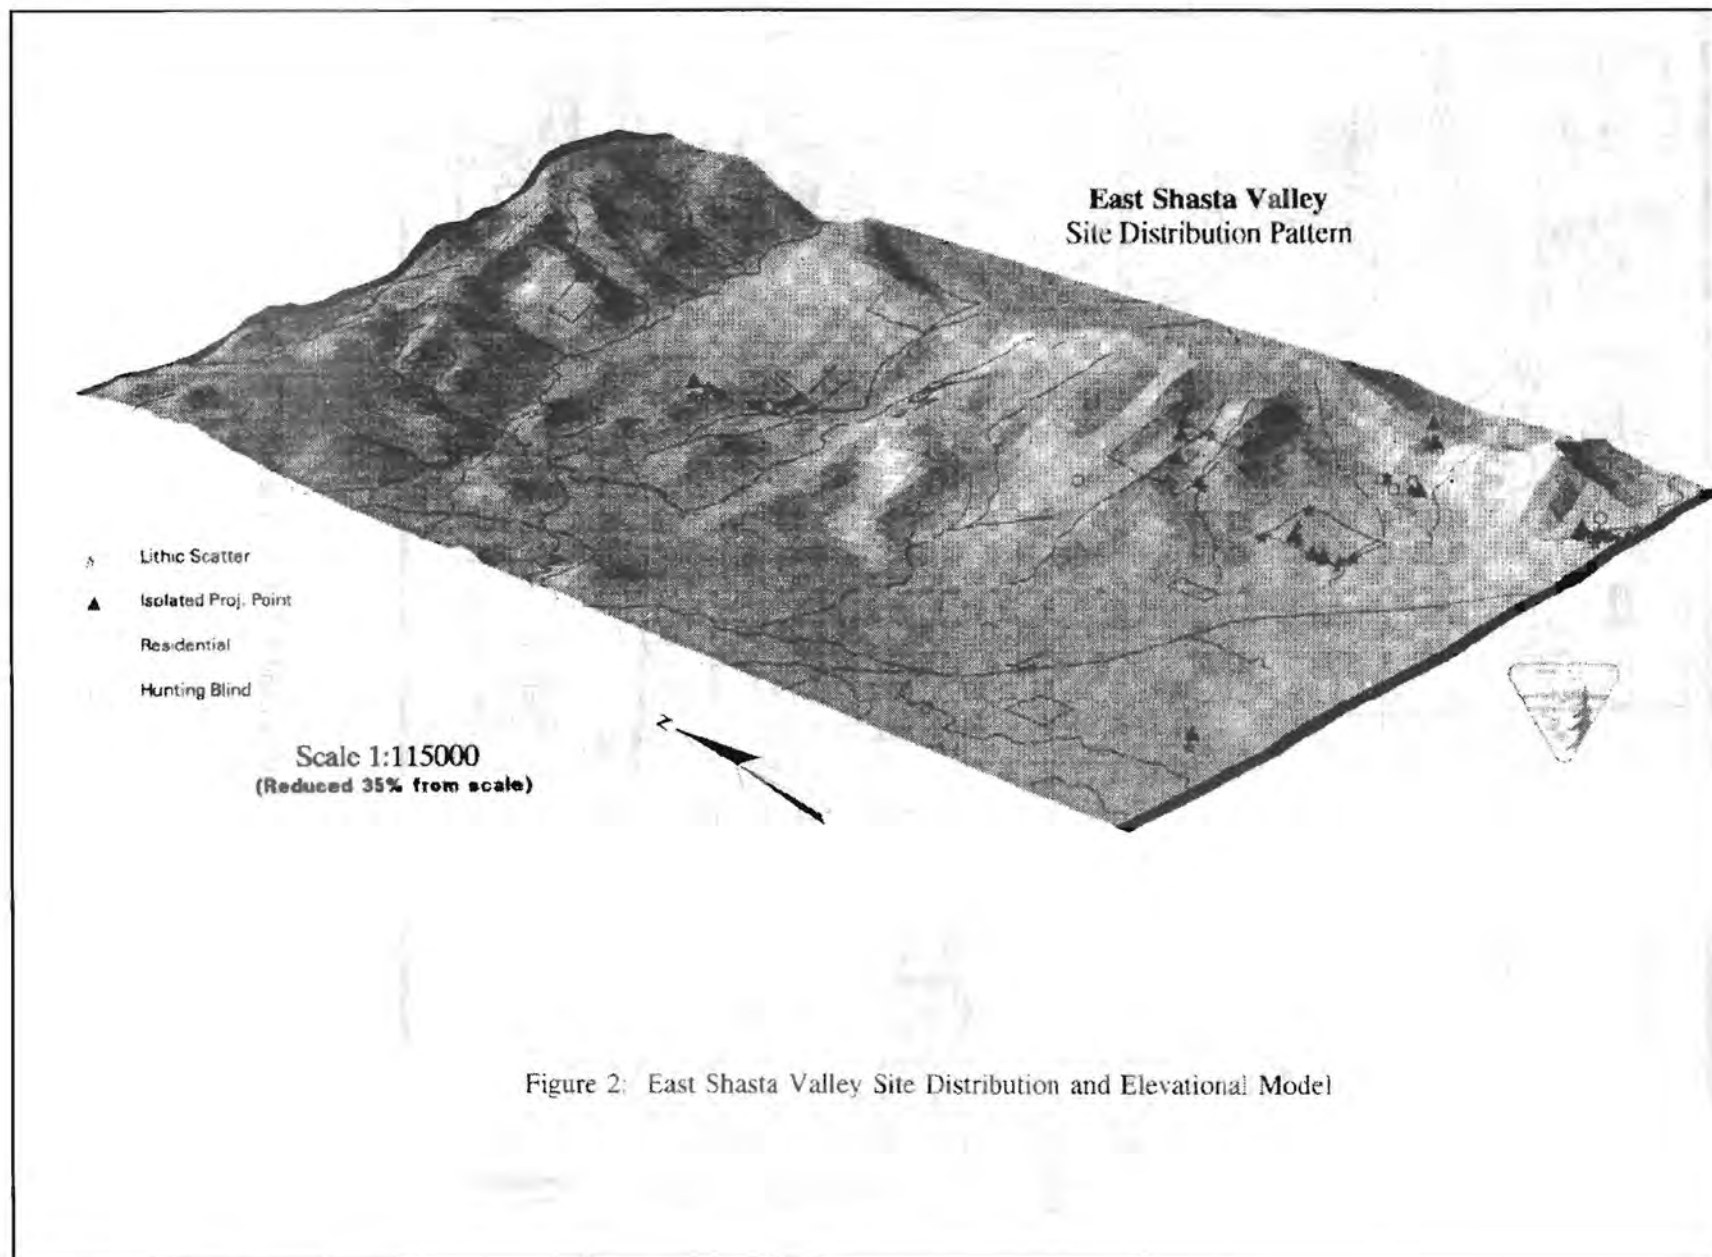 East Shasta Valley
Site Distribution Pattern
Lithic Scatter
Isolated Proj. Point
Residential
Hunting Blind
Scale 1:115000
(Reduced 35% from scale)
N
Figure 2: East Shasta Valley Site Distribution and Elevational Model